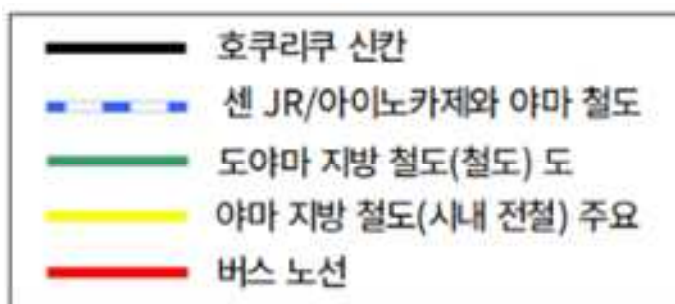 호쿠리쿠 신칸
센 JR/아이노카제와 야마 철도
도야마 지방 철도(철도) 도
야마 지방 철도(시내 전철) 주요
버스 노선